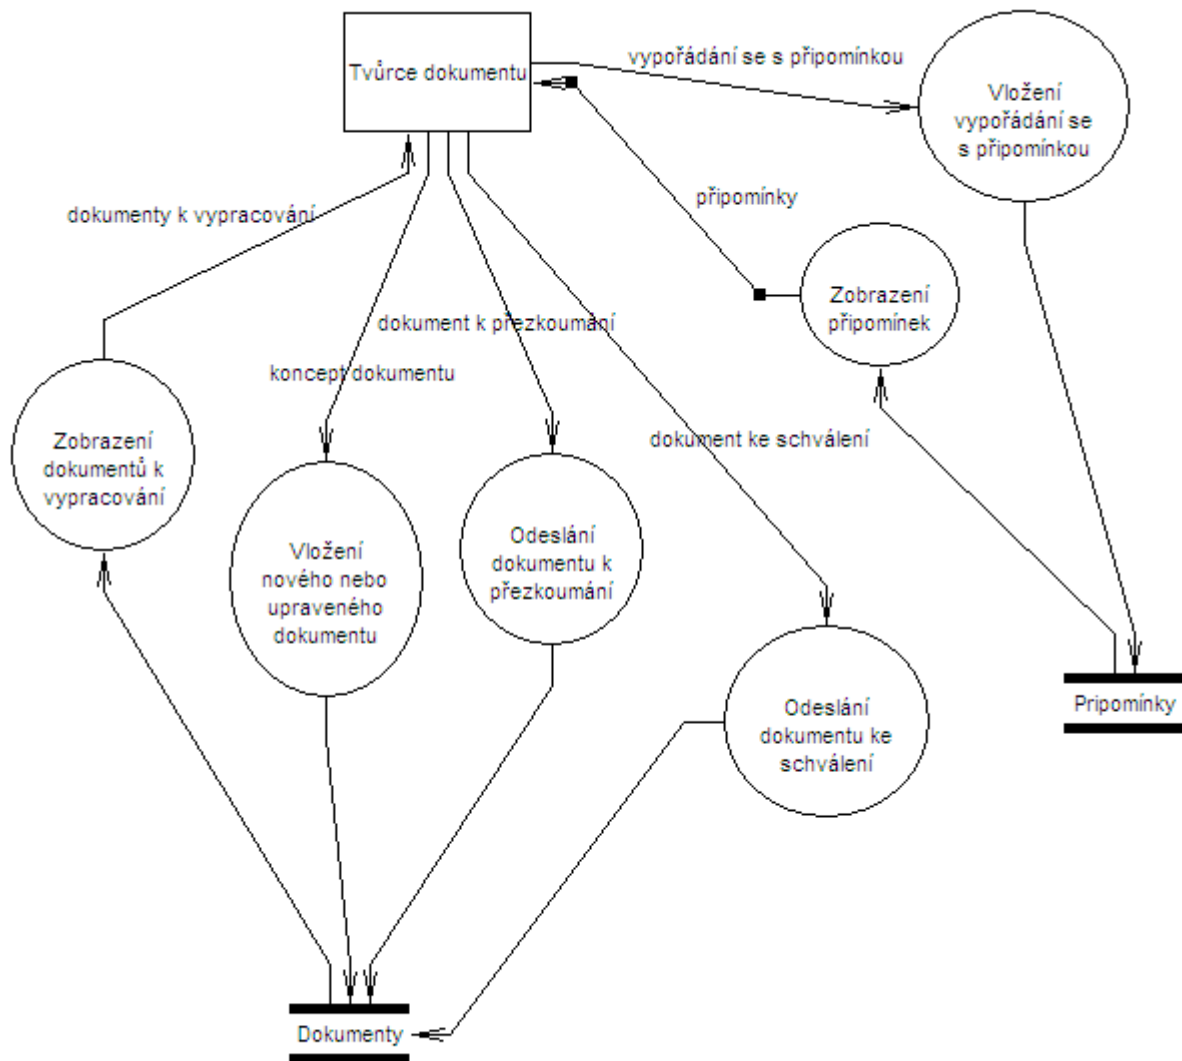 Tvůrce dokumentu
vypořádání se s připomínkou
Vložení
vypořádání se
s připomínkou
dokumenty k vypracování
připomínky
Zobrazení
připomínek
dokument k přezkoumání
koncept dokumentu
dokument ke schválení
Zobrazení
dokumentů k
vypracování
Vložení
nového nebo
upraveného
dokumentu
Odeslání
dokumentu k
přezkoumání
Odeslání
dokumentu ke
schválení
Pripomínky
Dokumenty